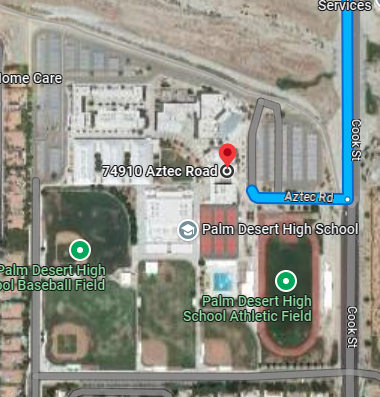 Services
ome Care
Cook St
74910 Aztec Road
Aztec Rd
Palm Desert High School
Palm Desert High
ol Baseball Field
Palm Desert High
School Athletic Field
Cook St